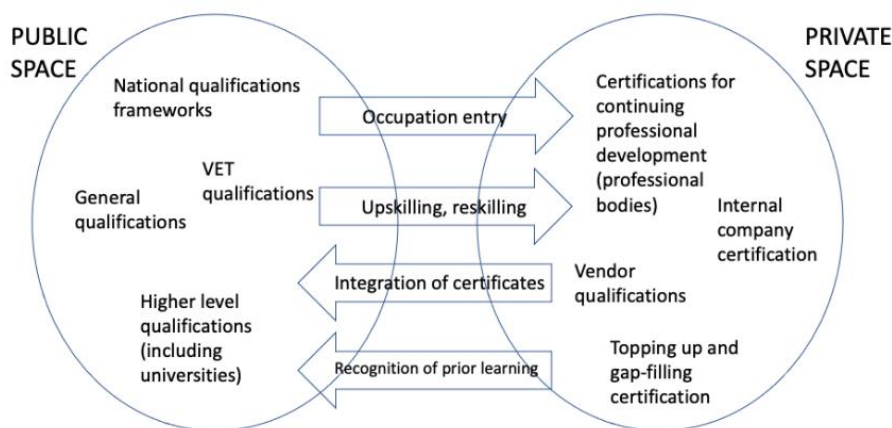 PUBLIC
SPACE
National qualifications
frameworks
VET
qualifications
General
qualifications
Higher level
qualifications
(including
universities)
Occupation entry
Upskilling, reskilling
Integration of certificates
Recognition of prior learning
PRIVATE
SPACE
Certifications for
continuing
professional
development
(professional
bodies)
Internal
company
certification
Vendor
qualifications
Topping up and
gap-filling
certification